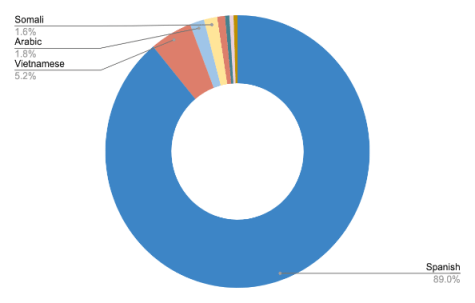 Somali
1.6%
Arabic
1.8%
Vietnamese
5.2%
Spanish
89.0%